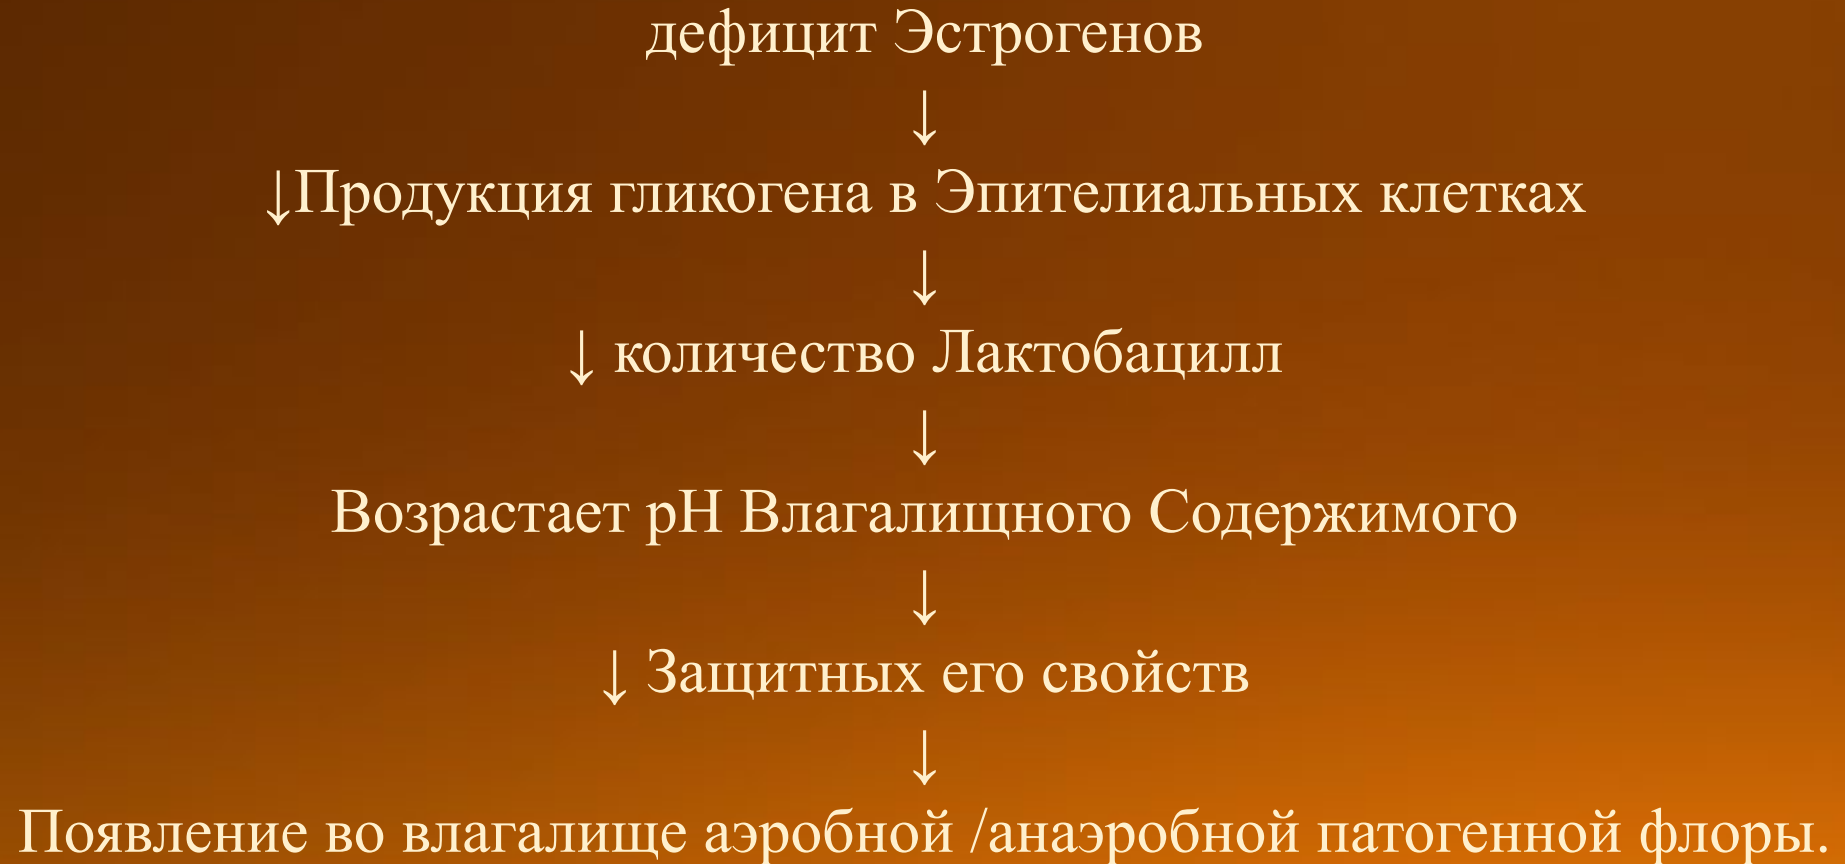 дефицит Эстрогенов
↓
↓Продукция гликогена в Эпителиальных клетках
↓
↓ количество Лактобацилл
↓
Возрастает рН Влагалищного Содержимого
↓
↓ Защитных его свойств
↓
Появление во влагалище аэробной /анаэробной патогенной флоры.